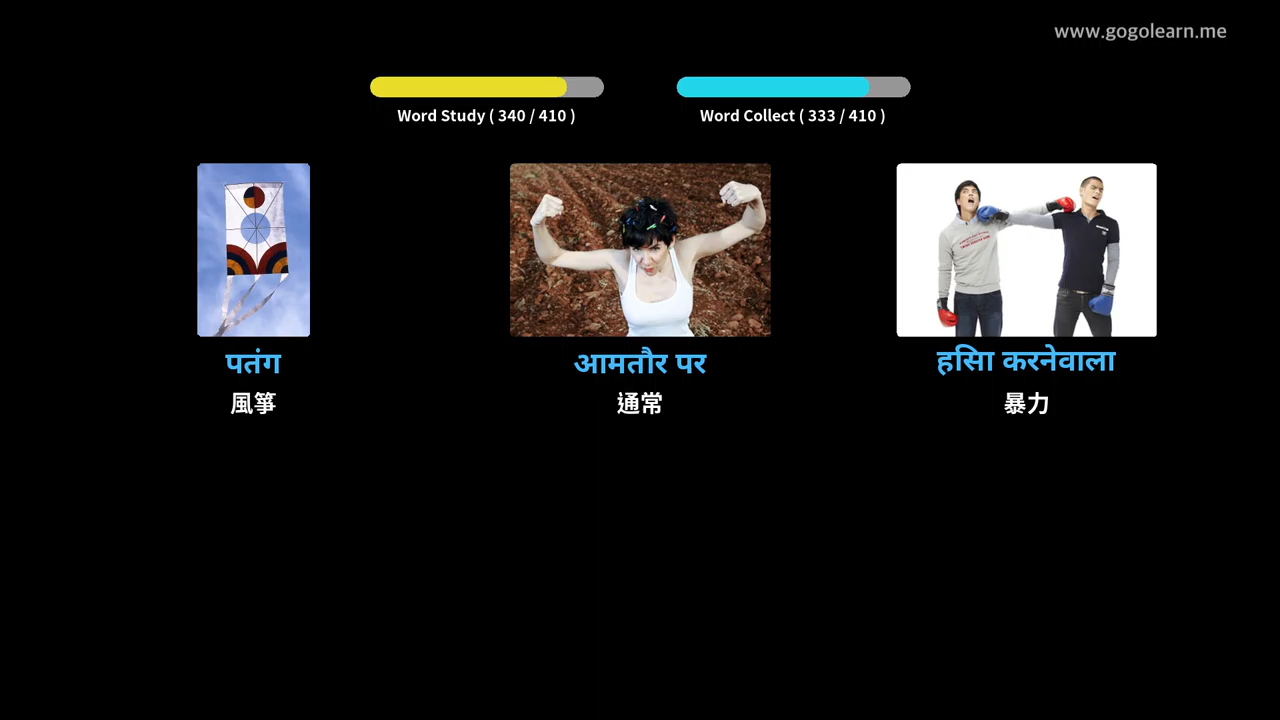 www.gogolearn.me
Word Study ( 340 / 410 )
Word Collect ( 333 / 410 )
पतंग
आमतौर पर
हसिा करनेवाला
風箏
通常
暴力